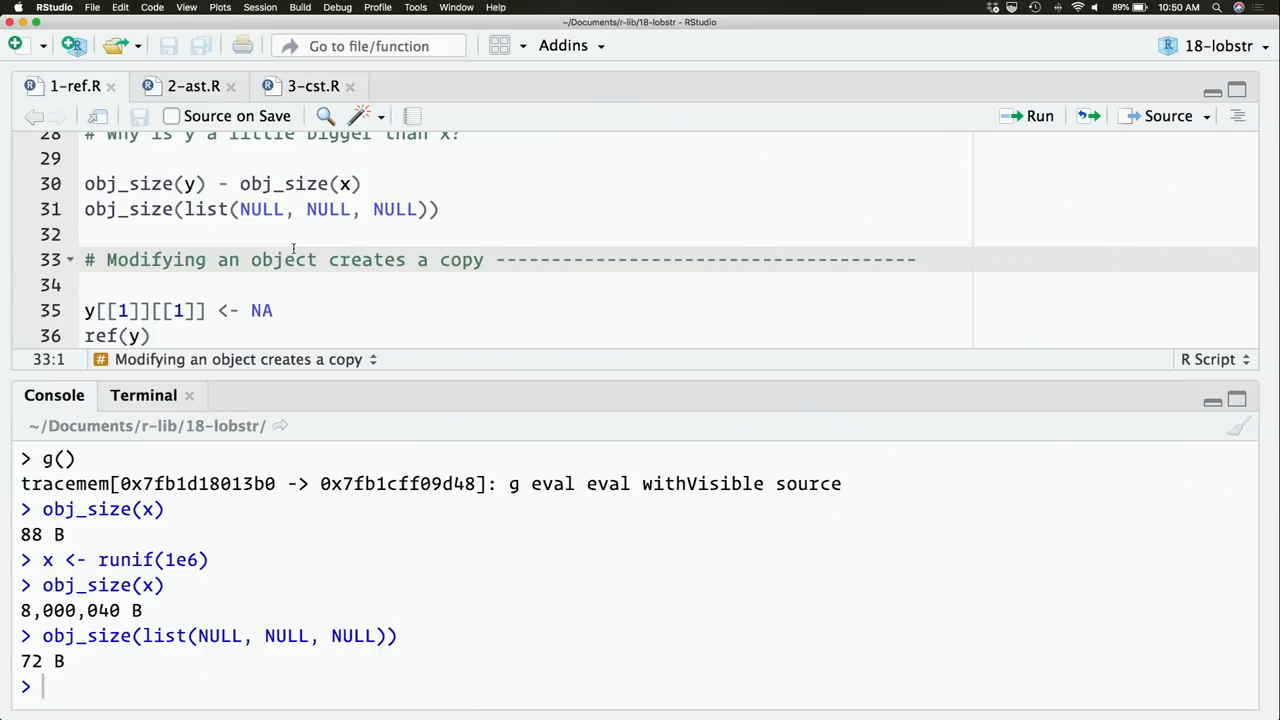 RStudio File Edit Code View Plots Session Build Debug Profile Tools Window Help 89% 10:50 AM
~/Documents/r-lib/18-lobstr - RStudio
Go to file/function Addins 18-lobstr
1-ref.R 2-ast.R 3-cst.R
Source on Save Run Source
28 # Why is y a little bigger than x?
29
30 obj_size(y) - obj_size(x)
31 obj_size(list(NULL, NULL, NULL))
32
33 # Modifying an object creates a copy --------------------------------------
34
35 y[[1]][[1]] <- NA
36 ref(y)
33:1 # Modifying an object creates a copy R Script
Console Terminal
~/Documents/r-lib/18-lobstr/
> g()
tracemem[0x7fb1d18013b0 -> 0x7fb1cff09d48]: g eval eval withVisible source
> obj_size(x)
88 B
> x <- runif(1e6)
> obj_size(x)
8,000,040 B
> obj_size(list(NULL, NULL, NULL))
72 B
>